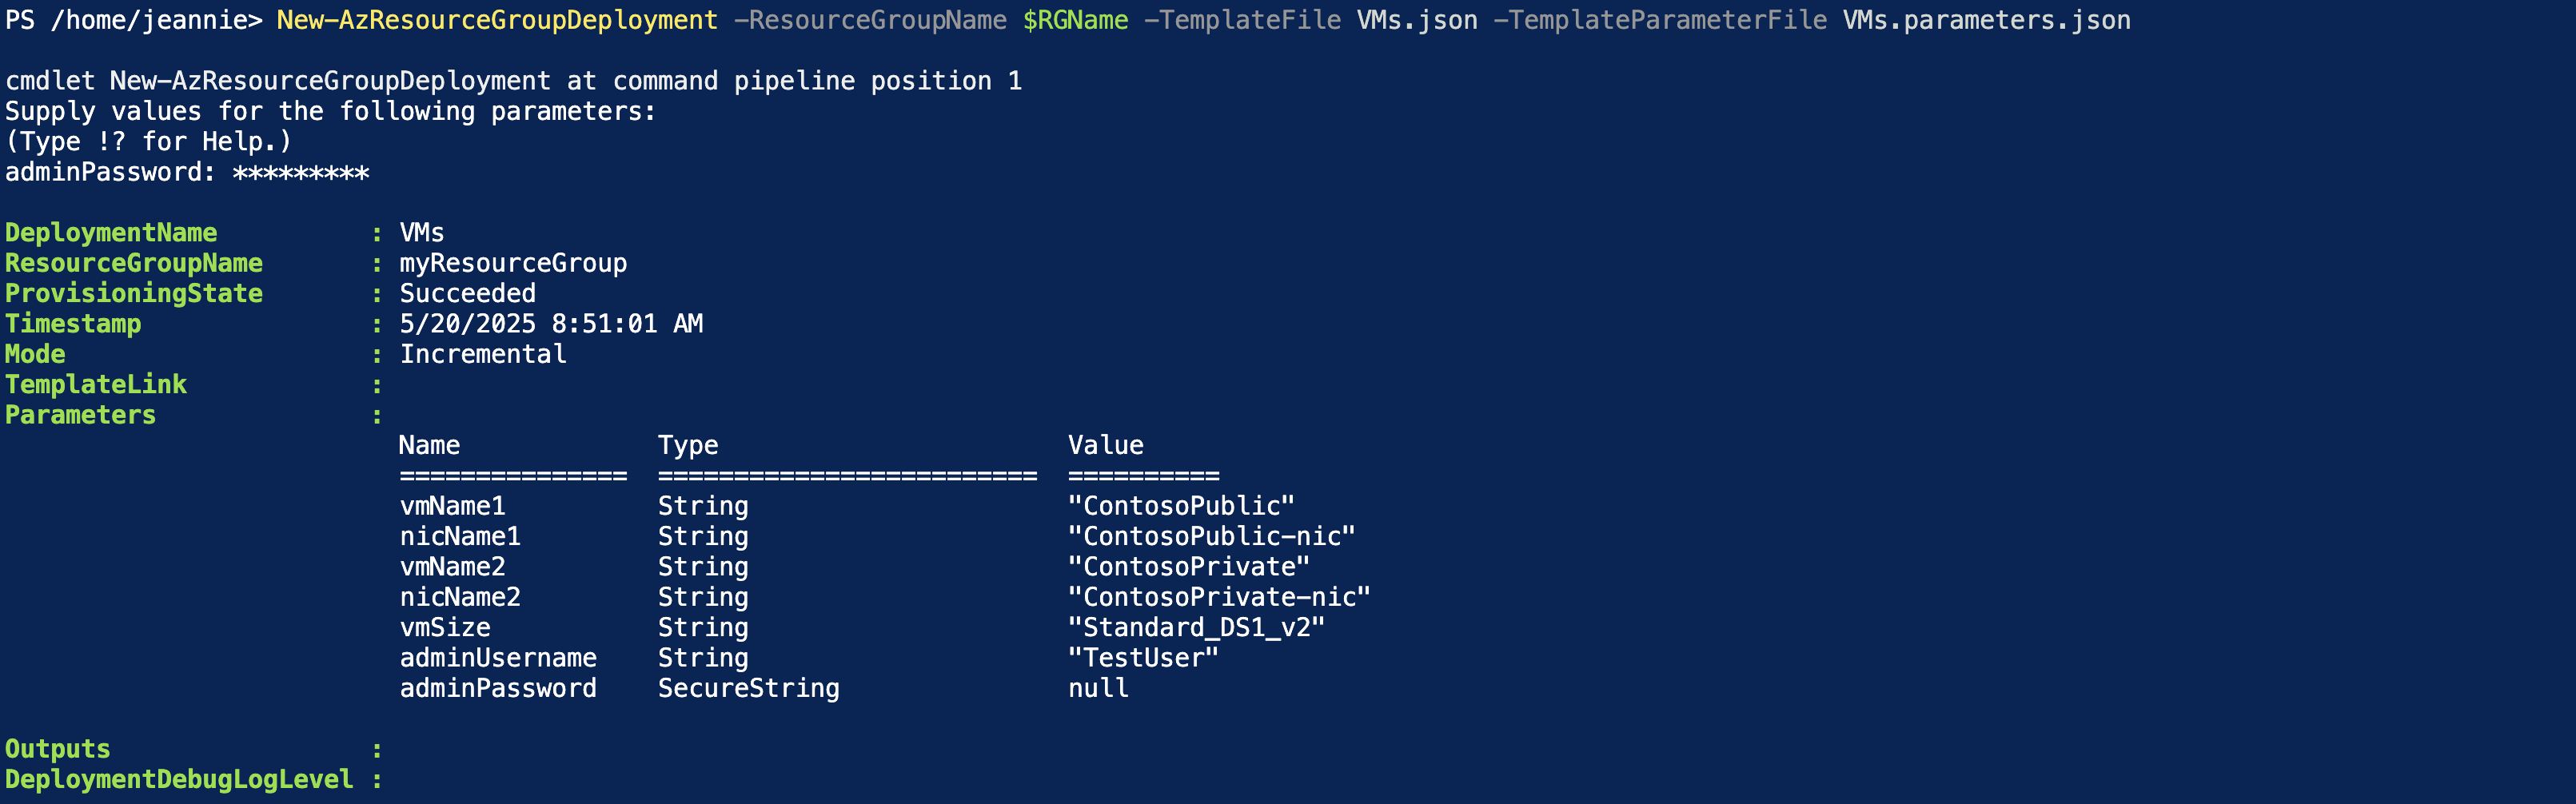 PS /home/jeannie> New-AzResourceGroupDeployment -ResourceGroupName $RGName -TemplateFile VMs.json -TemplateParameterFile VMs.parameters.json
cmdlet New-AzResourceGroupDeployment at command pipeline position 1
Supply values for the following parameters:
(Type !? for Help.)
adminPassword: *********
DeploymentName : VMs
ResourceGroupName : myResourceGroup
ProvisioningState : Succeeded
Timestamp : 5/20/2025 8:51:01 AM
Mode : Incremental
TemplateLink :
Parameters :
Name Type Value
=============== ========================= ==========
vmName1 String "ContosoPublic"
nicName1 String "ContosoPublic-nic"
vmName2 String "ContosoPrivate"
nicName2 String "ContosoPrivate-nic"
vmSize String "Standard_DS1_v2"
adminUsername String "TestUser"
adminPassword SecureString null
Outputs :
DeploymentDebugLogLevel :